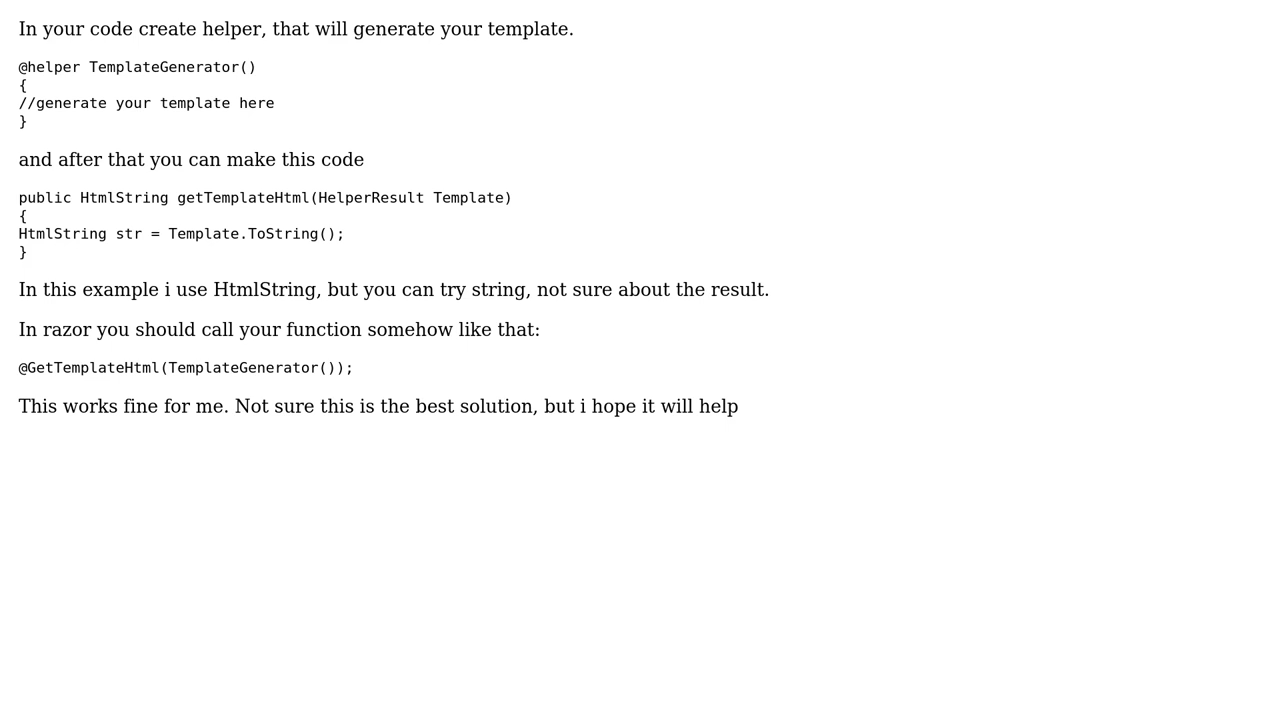 In your code create helper, that will generate your template.
@helper TemplateGenerator()
{
//generate your template here
}
and after that you can make this code
public HtmlString getTemplateHtml(HelperResult Template)
{
HtmlString str = Template.ToString();
}
In this example i use HtmlString, but you can try string, not sure about the result.
In razor you should call your function somehow like that:
@GetTemplateHtml(TemplateGenerator());
This works fine for me. Not sure this is the best solution, but i hope it will help